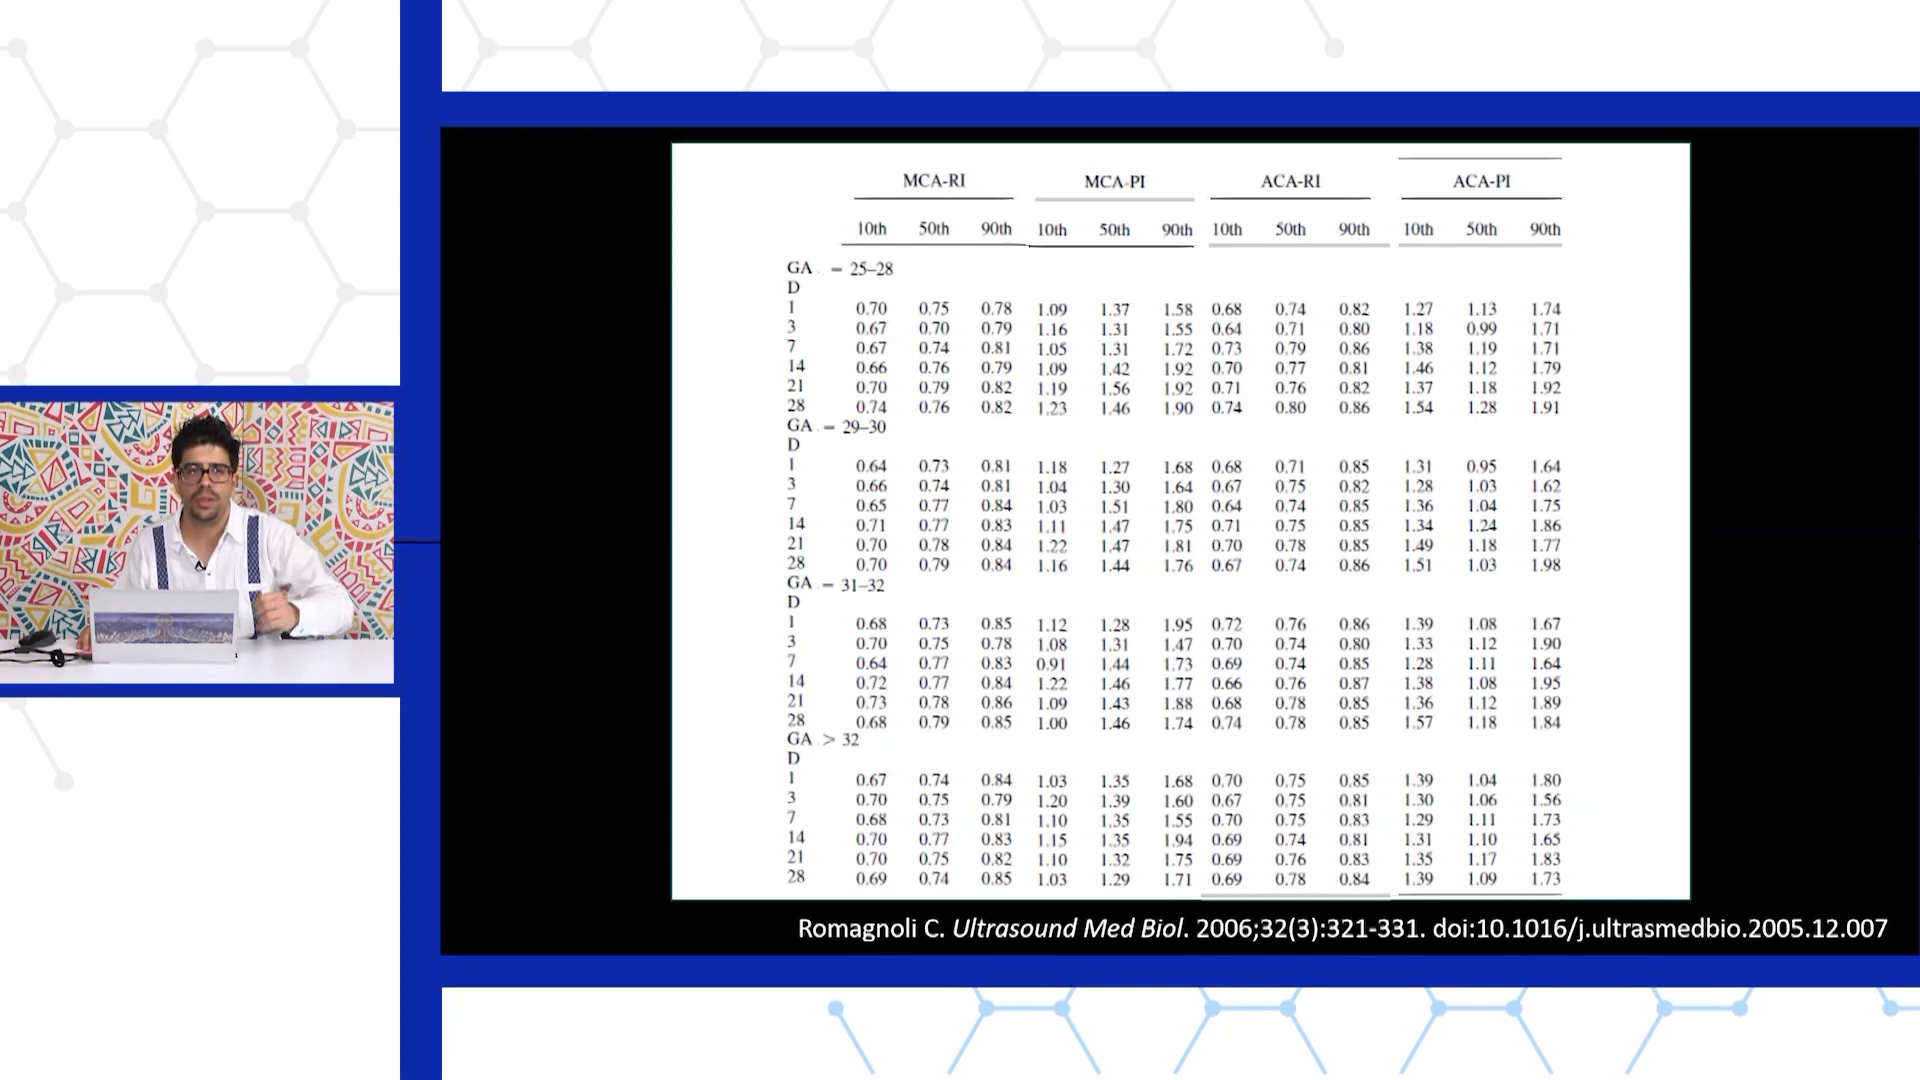 MCA-RI MCA-PI ACA-RI ACA-PI
10th 50th 90th 10th 50th 90th 10th 50th 90th 10th 50th 90th
GA = 25–28
D
1 0.70 0.75 0.78 1.09 1.37 1.58 0.68 0.74 0.82 1.27 1.13 1.74
3 0.67 0.70 0.79 1.16 1.31 1.55 0.64 0.71 0.80 1.18 0.99 1.71
7 0.67 0.74 0.81 1.05 1.31 1.72 0.73 0.79 0.86 1.38 1.19 1.71
14 0.66 0.76 0.79 1.09 1.42 1.92 0.70 0.77 0.81 1.46 1.12 1.79
21 0.70 0.79 0.82 1.19 1.56 1.92 0.71 0.76 0.82 1.37 1.18 1.92
28 0.74 0.76 0.82 1.23 1.46 1.90 0.74 0.80 0.86 1.54 1.28 1.91
GA = 29–30
D
1 0.64 0.73 0.81 1.18 1.27 1.68 0.68 0.71 0.85 1.31 0.95 1.64
3 0.66 0.74 0.81 1.04 1.30 1.64 0.67 0.75 0.82 1.28 1.03 1.62
7 0.65 0.77 0.84 1.03 1.51 1.80 0.64 0.74 0.85 1.36 1.04 1.75
14 0.71 0.77 0.83 1.11 1.47 1.75 0.71 0.75 0.85 1.34 1.24 1.86
21 0.70 0.78 0.84 1.22 1.47 1.81 0.70 0.78 0.85 1.49 1.18 1.77
28 0.70 0.79 0.84 1.16 1.44 1.76 0.67 0.74 0.86 1.51 1.03 1.98
GA = 31–32
D
1 0.68 0.73 0.85 1.12 1.28 1.95 0.72 0.76 0.86 1.39 1.08 1.67
3 0.70 0.75 0.78 1.08 1.31 1.47 0.70 0.74 0.80 1.33 1.12 1.90
7 0.64 0.77 0.83 0.91 1.44 1.73 0.69 0.74 0.85 1.28 1.11 1.64
14 0.72 0.77 0.84 1.22 1.46 1.77 0.66 0.76 0.87 1.38 1.08 1.95
21 0.73 0.78 0.86 1.09 1.43 1.88 0.68 0.78 0.85 1.36 1.12 1.89
28 0.68 0.79 0.85 1.00 1.46 1.74 0.74 0.78 0.85 1.57 1.18 1.84
GA > 32
D
1 0.67 0.74 0.84 1.03 1.35 1.68 0.70 0.75 0.85 1.39 1.04 1.80
3 0.70 0.75 0.79 1.20 1.39 1.60 0.67 0.75 0.81 1.30 1.06 1.56
7 0.68 0.73 0.81 1.10 1.35 1.55 0.70 0.75 0.83 1.29 1.11 1.73
14 0.70 0.77 0.83 1.15 1.35 1.94 0.69 0.74 0.81 1.31 1.10 1.65
21 0.70 0.75 0.82 1.10 1.32 1.75 0.69 0.76 0.83 1.35 1.17 1.83
28 0.69 0.74 0.85 1.03 1.29 1.71 0.69 0.78 0.84 1.39 1.09 1.73
Romagnoli C. Ultrasound Med Biol. 2006;32(3):321-331. doi:10.1016/j.ultrasmedbio.2005.12.007